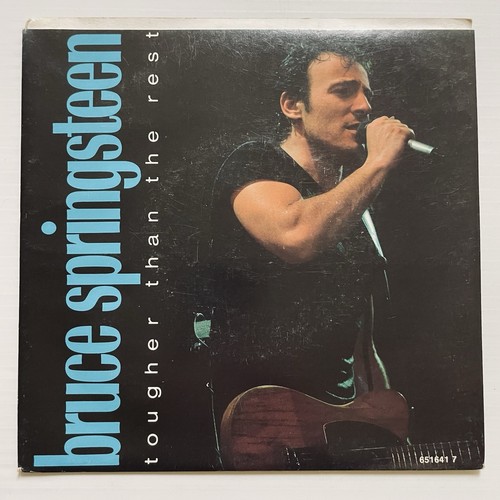 bruce springsteen
tougher than the rest
651641 7